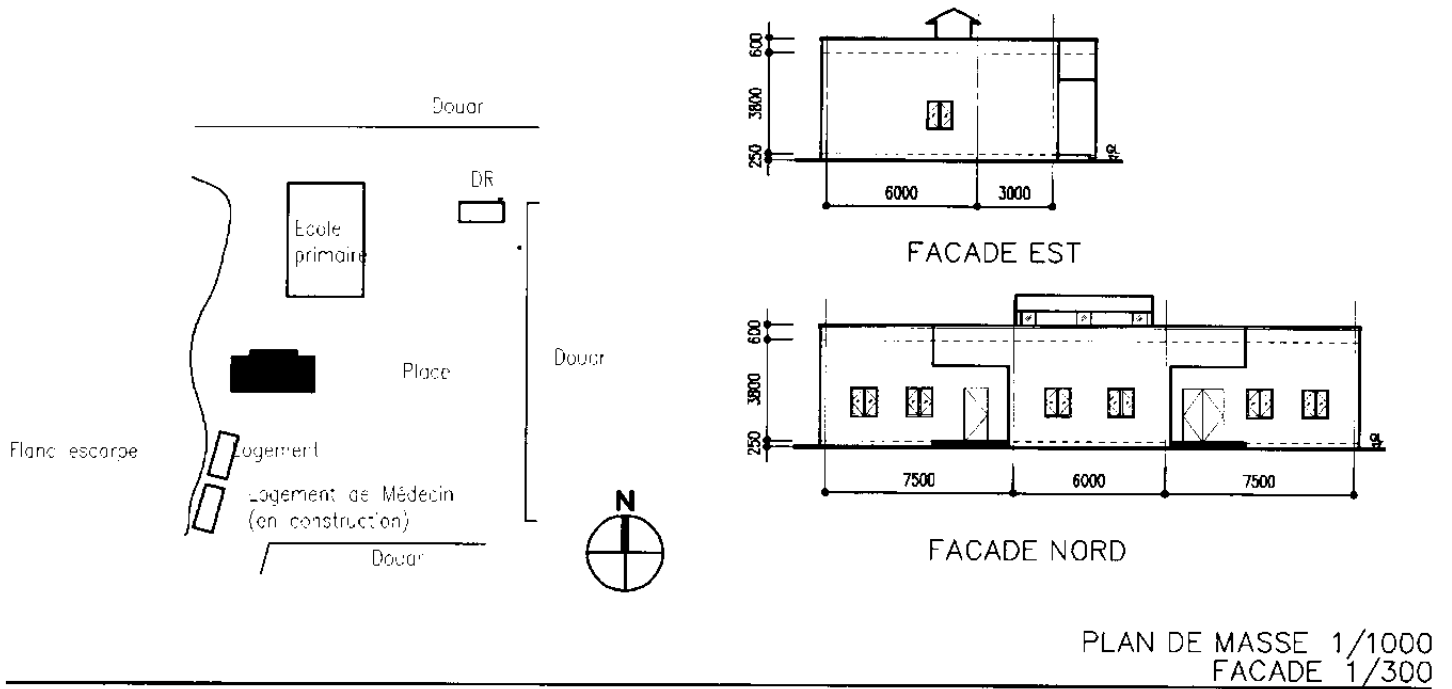 Douar
DR
Ecole
primaire
Place
Douar
Flanc escarpe
Logement
Logement de Médecin
(en construction)
Douar
N
600
3800
250
6000
3000
FACADE EST
600
3800
250
7500
6000
7500
FACADE NORD
PLAN DE MASSE 1/1000
FACADE 1/300